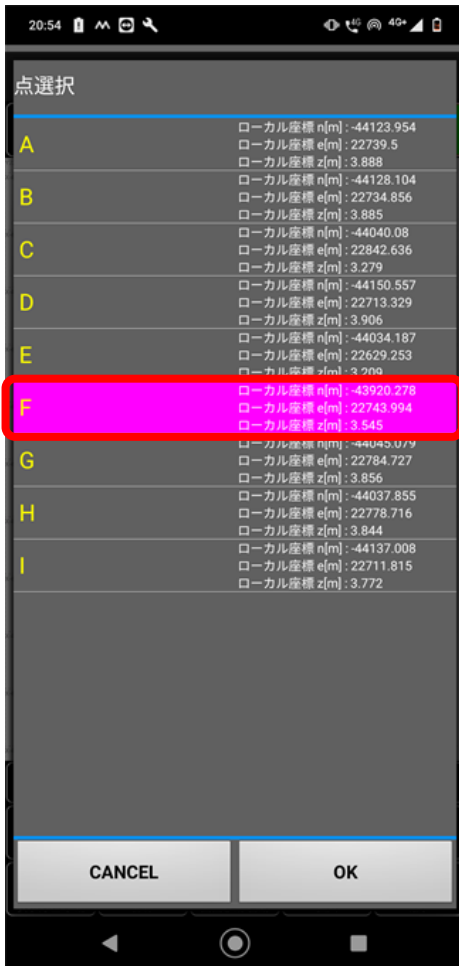 20:54 4G 4G+
点選択
A
ローカル座標 n[m] : -44123.954
ローカル座標 e[m] : 22739.5
ローカル座標 z[m] : 3.888
B
ローカル座標 n[m] : -44128.104
ローカル座標 e[m] : 22734.856
ローカル座標 z[m] : 3.885
C
ローカル座標 n[m] : -44040.08
ローカル座標 e[m] : 22842.636
ローカル座標 z[m] : 3.279
D
ローカル座標 n[m] : -44150.557
ローカル座標 e[m] : 22713.329
ローカル座標 z[m] : 3.906
E
ローカル座標 n[m] : -44034.187
ローカル座標 e[m] : 22629.253
ローカル座標 z[m] : 3.209
F
ローカル座標 n[m] : -43920.278
ローカル座標 e[m] : 22743.994
ローカル座標 z[m] : 3.545
G
ローカル座標 n[m] : -44045.079
ローカル座標 e[m] : 22784.727
ローカル座標 z[m] : 3.856
H
ローカル座標 n[m] : -44037.855
ローカル座標 e[m] : 22778.716
ローカル座標 z[m] : 3.844
I
ローカル座標 n[m] : -44137.008
ローカル座標 e[m] : 22711.815
ローカル座標 z[m] : 3.772
CANCEL OK